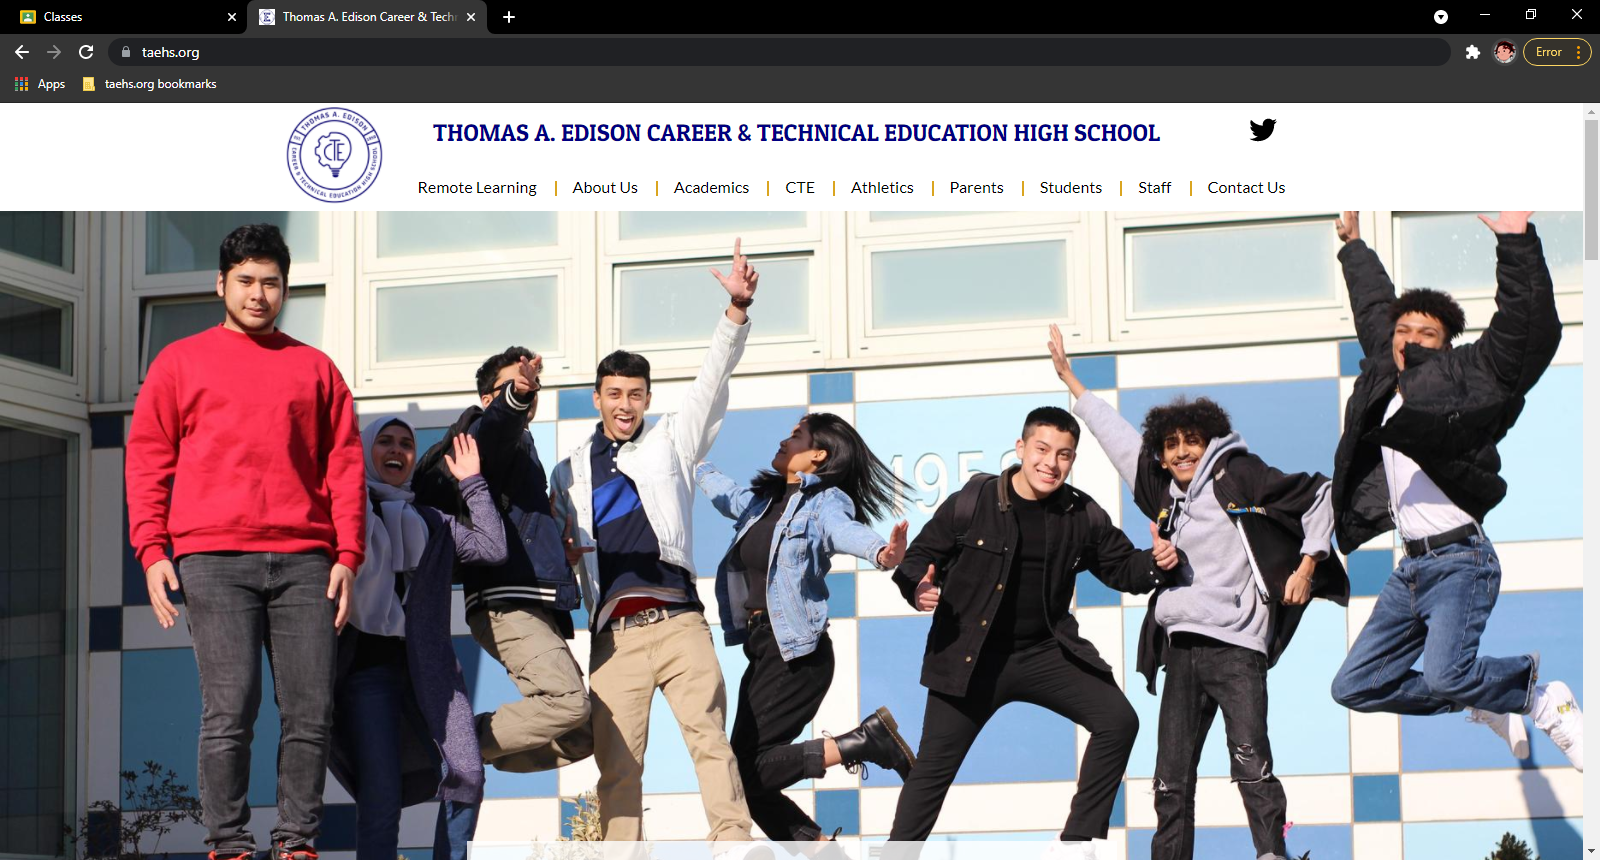 Classes
Thomas A. Edison Career & Tech
taehs.org
Error
Apps
taehs.org bookmarks
THOMAS A. EDISON
CAREER & TECHNICAL EDUCATION HIGH SCHOOL
CTE
THOMAS A. EDISON CAREER & TECHNICAL EDUCATION HIGH SCHOOL
Remote Learning | About Us | Academics | CTE | Athletics | Parents | Students | Staff | Contact Us